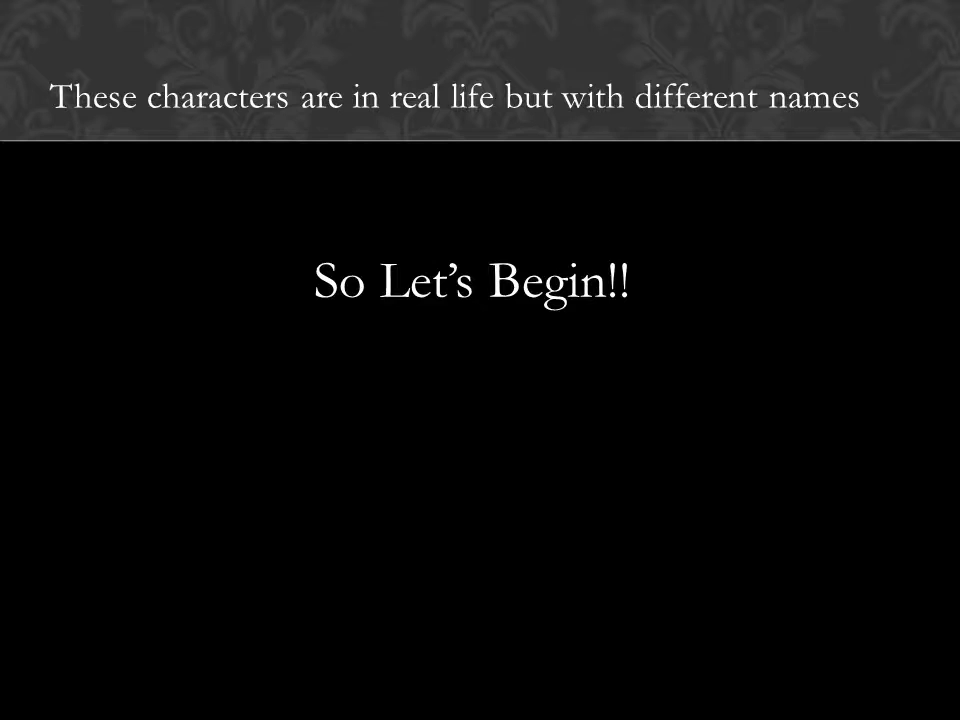 These characters are in real life but with different names
So Let’s Begin!!